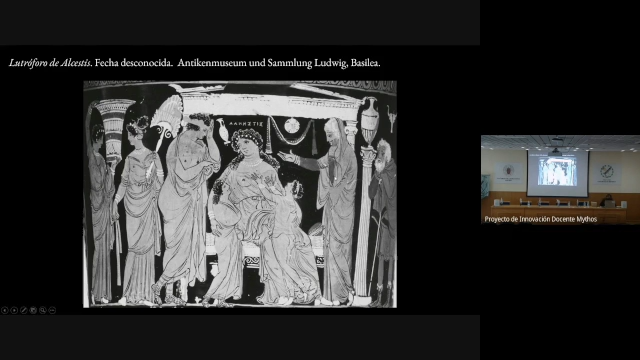 Lutróforo de Alcestis. Fecha desconocida. Antikenmuseum und Sammlung Ludwig, Basilea.
ΑΛΚΗΣΤΙΣ
Proyecto de Innovación Docente Mythos